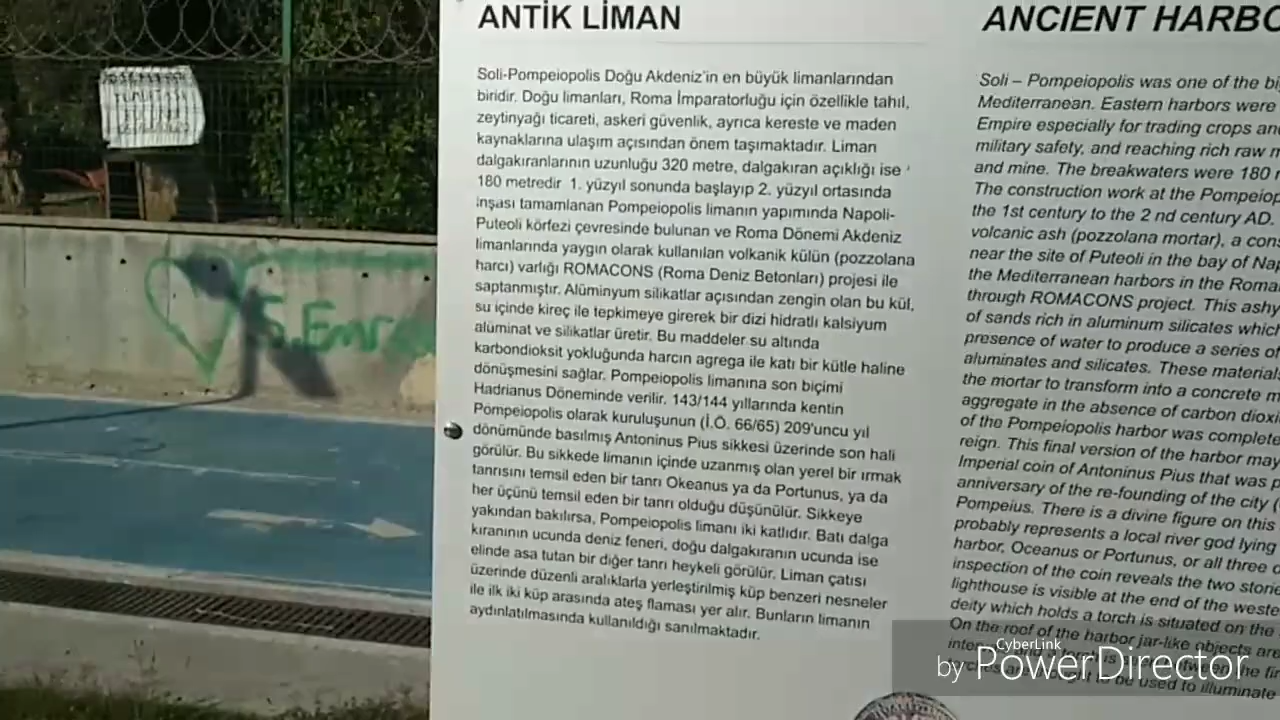 ANTİK LİMAN
Soli-Pompeiopolis Doğu Akdeniz'in en büyük limanlarından
biridir. Doğu limanları, Roma İmparatorluğu için özellikle tahıl,
zeytinyağı ticareti, askeri güvenlik, ayrıca kereste ve maden
kaynaklarına ulaşım açısından önem taşımaktadır. Liman
dalgakıranlarının uzunluğu 320 metre, dalgakıran açıklığı ise
180 metredir 1. yüzyıl sonunda başlayıp 2. yüzyıl ortasında
inşası tamamlanan Pompeiopolis limanın yapımında Napoli-
Puteoli körfezi çevresinde bulunan ve Roma Dönemi Akdeniz
limanlarında yaygın olarak kullanılan volkanik külün (pozzolana
harcı) varlığı ROMACONS (Roma Deniz Betonları) projesi ile
saptanmıştır. Alüminyum silikatlar açısından zengin olan bu kül,
su içinde kireç ile tepkimeye girerek bir dizi hidratlı kalsiyum
alüminat ve silikatlar üretir. Bu maddeler su altında
karbondioksit yokluğunda harcın agrega ile katı bir kütle haline
dönüşmesini sağlar. Pompeiopolis limanına son biçimi
Hadrianus Döneminde verilir. 143/144 yıllarında kentin
Pompeiopolis olarak kuruluşunun (İ.Ö. 66/65) 209'uncu yıl
dönümünde basılmış Antoninus Pius sikkesi üzerinde son hali
görülür. Bu sikkede limanın içinde uzanmış olan yerel bir ırmak
tanrısını temsil eden bir tanrı Okeanus ya da Portunus, ya da
her üçünü temsil eden bir tanrı olduğu düşünülür. Sikkeye
yakından bakılırsa, Pompeiopolis limanı iki katlıdır. Batı dalga
kıranının ucunda deniz feneri, doğu dalgakıranın ucunda ise
elinde asa tutan bir diğer tanrı heykeli görülür. Liman çatısı
üzerinde düzenli aralıklarla yerleştirilmiş küp benzeri nesneler
ile ilk iki küp arasında ateş flaması yer alır. Bunların limanın
aydınlatılmasında kullanıldığı sanılmaktadır.
ANCIENT HARBO
Soli – Pompeiopolis was one of the
Mediterranean. Eastern harbors were
Empire especially for trading crops
military safety, and reaching rich raw
and mine. The breakwaters were 180
The construction work at the
the 1st century to the 2 nd century AD.
volcanic ash (pozzolana mortar), a
near the site of Puteoli in the bay of
the Mediterranean harbors in the
through ROMACONS project. This ashy
of sands rich in aluminum silicates which
presence of water to produce a series of
aluminates and silicates. These
the mortar to transform into a concrete
aggregate in the absence of carbon
of the Pompeiopolis harbor was
reign. This final version of the harbor may
Imperial coin of Antoninus Pius that was
anniversary of the re-founding of the city
Pompeius. There is a divine figure on this
probably represents a local river god lying
harbor, Oceanus or Portunus, or all three
inspection of the coin reveals the two
lighthouse is visible at the end of the
deity which holds a torch is situated on the
On the roof of the harbor jar-like objects are
to be used to illuminate
S.Emr
CyberLink
by PowerDirector